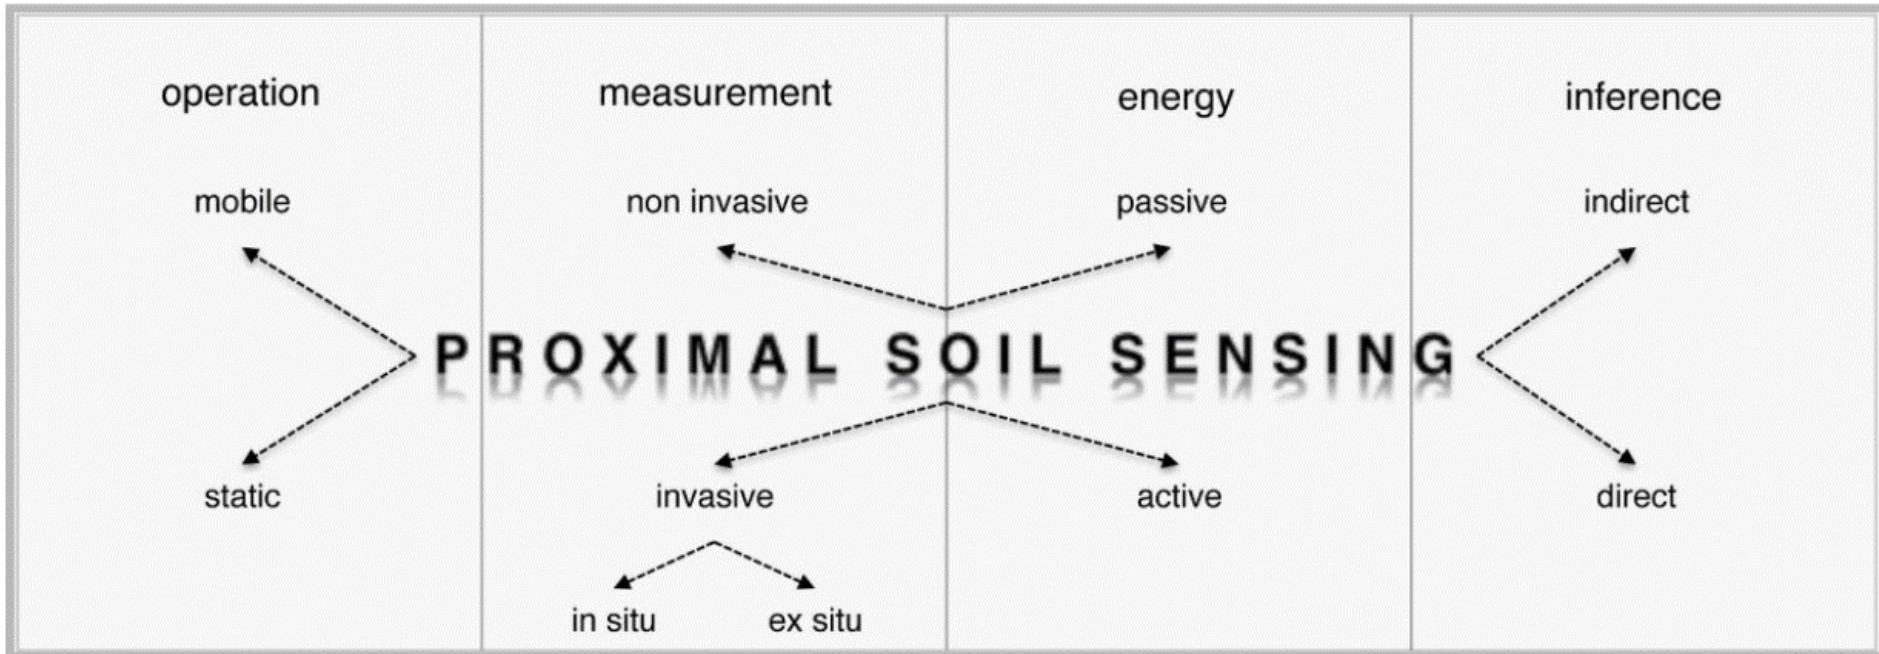 operation measurement energy inference
mobile non invasive passive indirect
PROXIMAL SOIL SENSING
static invasive active direct
in situ ex situ